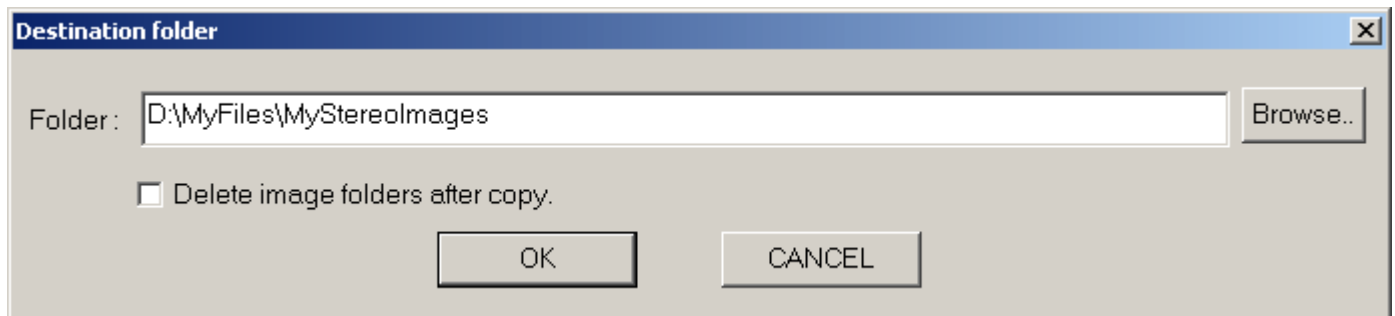 Destination folder
Folder :
D:\MyFiles\MyStereoImages
Browse..
Delete image folders after copy.
OK
CANCEL